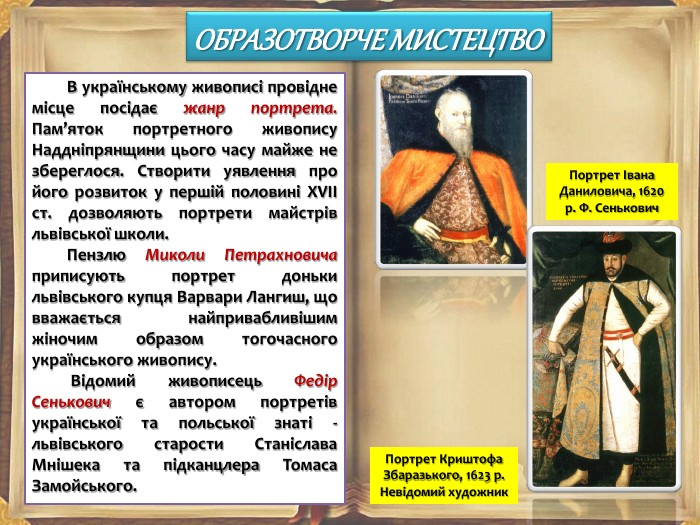 ОБРАЗОТВОРЧЕ МИСТЕЦТВО
В українському живописі провідне
місце посідає жанр портрета.
Пам’яток портретного живопису
Наддніпрянщини цього часу майже не
збереглося. Створити уявлення про
його розвиток у першій половині XVII
ст. дозволяють портрети майстрів
львівської школи.
Пензлю Миколи Петрахновича
приписують портрет доньки
львівського купця Варвари Лангиш, що
вважається найпривабливішим
жіночим образом тогочасного
українського живопису.
Відомий живописець Федір
Сенькович є автором портретів
української та польської знаті -
львівського старости Станіслава
Мнішека та підканцлера Томаса
Замойського.
Портрет Івана
Даниловича, 1620
р. Ф. Сенькович
Портрет Криштофа
Збаразького, 1623 р.
Невідомий художник